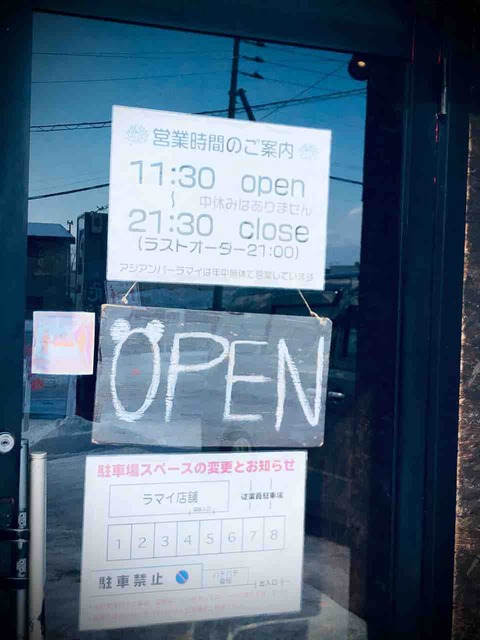 営業時間のご案内
11:30 open
中休みはありません
〜
21:30 close
(ラストオーダー21:00)
アジアンバーラマイは年中無休で営業しています
OPEN
駐車場スペースの変更とお知らせ
ラマイ店舗
従業員駐車場
1 2 3 4 5 6 7 8
駐車禁止
出入口